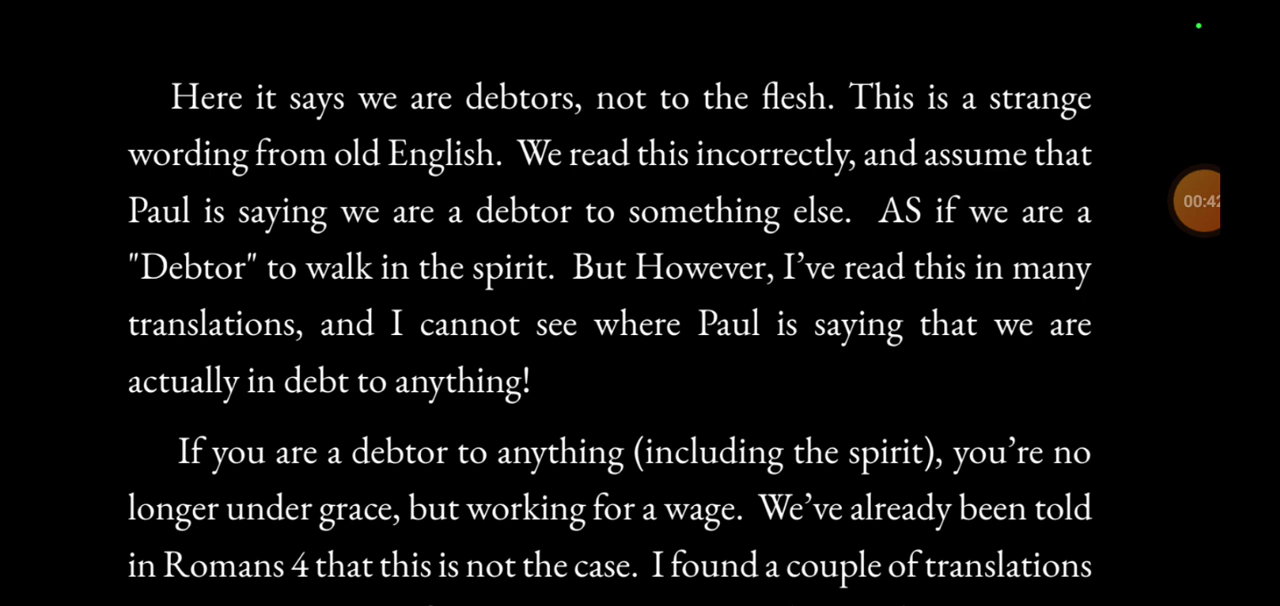 Here it says we are debtors, not to the flesh. This is a strange
wording from old English.  We read this incorrectly, and assume that
Paul is saying we are a debtor to something else.  AS if we are a
"Debtor" to walk in the spirit.  But However, I’ve read this in many
translations, and I cannot see where Paul is saying that we are
actually in debt to anything!
If you are a debtor to anything (including the spirit), you’re no
longer under grace, but working for a wage.  We’ve already been told
in Romans 4 that this is not the case.  I found a couple of translations
00:42